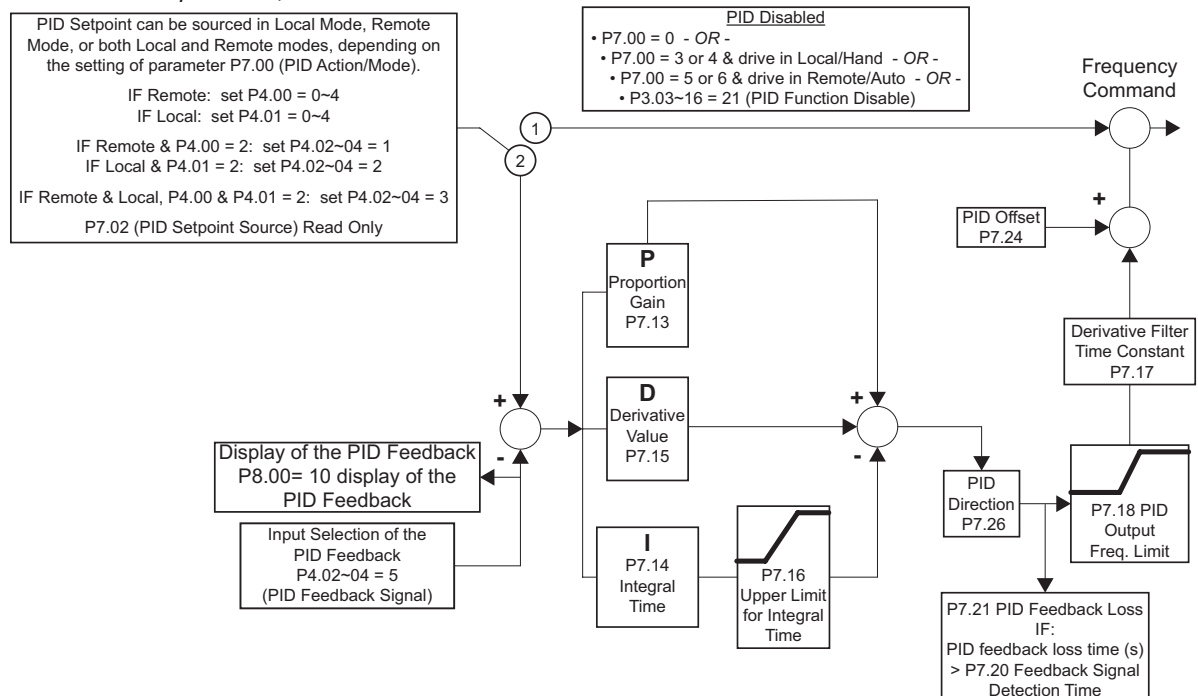 PID Setpoint can be sourced in Local Mode, Remote
Mode, or both Local and Remote modes, depending on
the setting of parameter P7.00 (PID Action/Mode).
IF Remote: set P4.00 = 0~4
IF Local: set P4.01 = 0~4
IF Remote & P4.00 = 2: set P4.02~04 = 1
IF Local & P4.01 = 2: set P4.02~04 = 2
IF Remote & Local, P4.00 & P4.01 = 2: set P4.02~04 = 3
P7.02 (PID Setpoint Source) Read Only
PID Disabled
• P7.00 = 0 - OR -
• P7.00 = 3 or 4 & drive in Local/Hand - OR -
• P7.00 = 5 or 6 & drive in Remote/Auto - OR -
• P3.03~16 = 21 (PID Function Disable)
Frequency
Command
1
2
+
PID Offset
P7.24
P
Proportion
Gain
P7.13
Derivative Filter
Time Constant
P7.17
D
Derivative
Value
P7.15
+
-
+
-
Display of the PID Feedback
P8.00= 10 display of the
PID Feedback
Input Selection of the
PID Feedback
P4.02~04 = 5
(PID Feedback Signal)
I
P7.14
Integral
Time
P7.16
Upper Limit
for Integral
Time
PID
Direction
P7.26
P7.18 PID
Output
Freq. Limit
P7.21 PID Feedback Loss
IF:
PID feedback loss time (s)
> P7.20 Feedback Signal
Detection Time